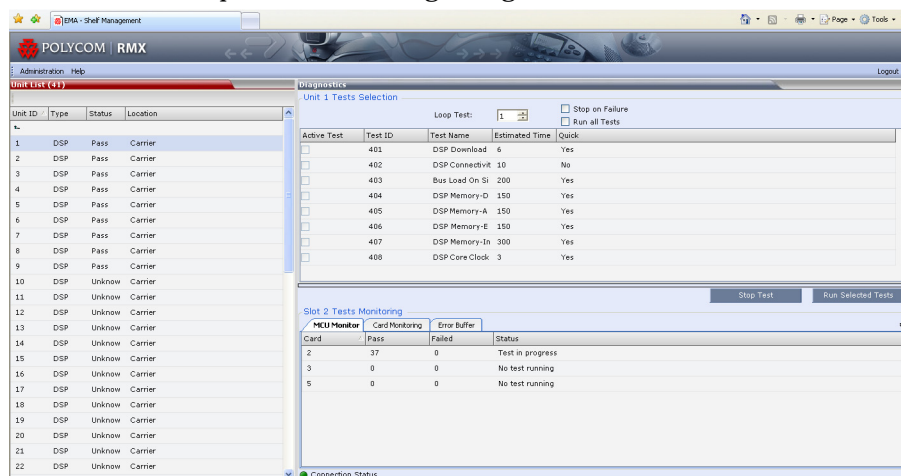 EMA - Shelf Management
Page
Tools
POLYCOM | RMX
Administration Help
Logout
Unit List (41)
Unit ID Type Status Location
1 DSP Pass Carrier
2 DSP Pass Carrier
3 DSP Pass Carrier
4 DSP Pass Carrier
5 DSP Pass Carrier
6 DSP Pass Carrier
7 DSP Pass Carrier
8 DSP Pass Carrier
9 DSP Pass Carrier
10 DSP Unknow Carrier
11 DSP Unknow Carrier
12 DSP Unknow Carrier
13 DSP Unknow Carrier
14 DSP Unknow Carrier
15 DSP Unknow Carrier
16 DSP Unknow Carrier
17 DSP Unknow Carrier
18 DSP Unknow Carrier
19 DSP Unknow Carrier
20 DSP Unknow Carrier
21 DSP Unknow Carrier
22 DSP Unknow Carrier
Diagnostics
Unit 1 Tests Selection
Loop Test: 1
Stop on Failure
Run all Tests
Active Test Test ID Test Name Estimated Time Quick
401 DSP Download 6 Yes
402 DSP Connectivit 10 No
403 Bus Load On Si 200 Yes
404 DSP Memory-D 150 Yes
405 DSP Memory-A 150 Yes
406 DSP Memory-E 150 Yes
407 DSP Memory-In 300 Yes
408 DSP Core Clock 3 Yes
Stop Test Run Selected Tests
Slot 2 Tests Monitoring
MCU Monitor Card Monitoring Error Buffer
Card Pass Failed Status
2 37 0 Test in progress
3 0 0 No test running
5 0 0 No test running
Connection Status